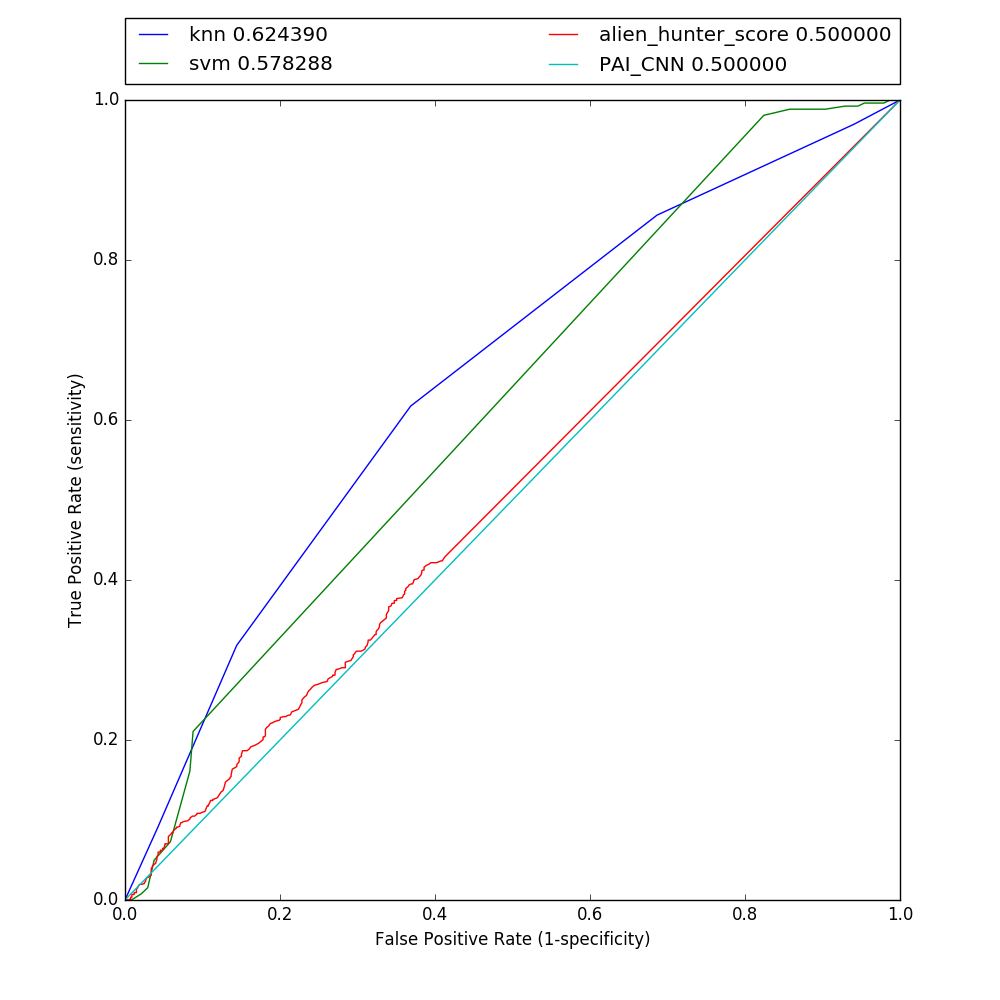 knn 0.624390
svm 0.578288
alien_hunter_score 0.500000
PAI_CNN 0.500000
1.0
0.8
0.6
0.4
0.2
0.0
True Positive Rate (sensitivity)
0.0 0.2 0.4 0.6 0.8 1.0
False Positive Rate (1-specificity)